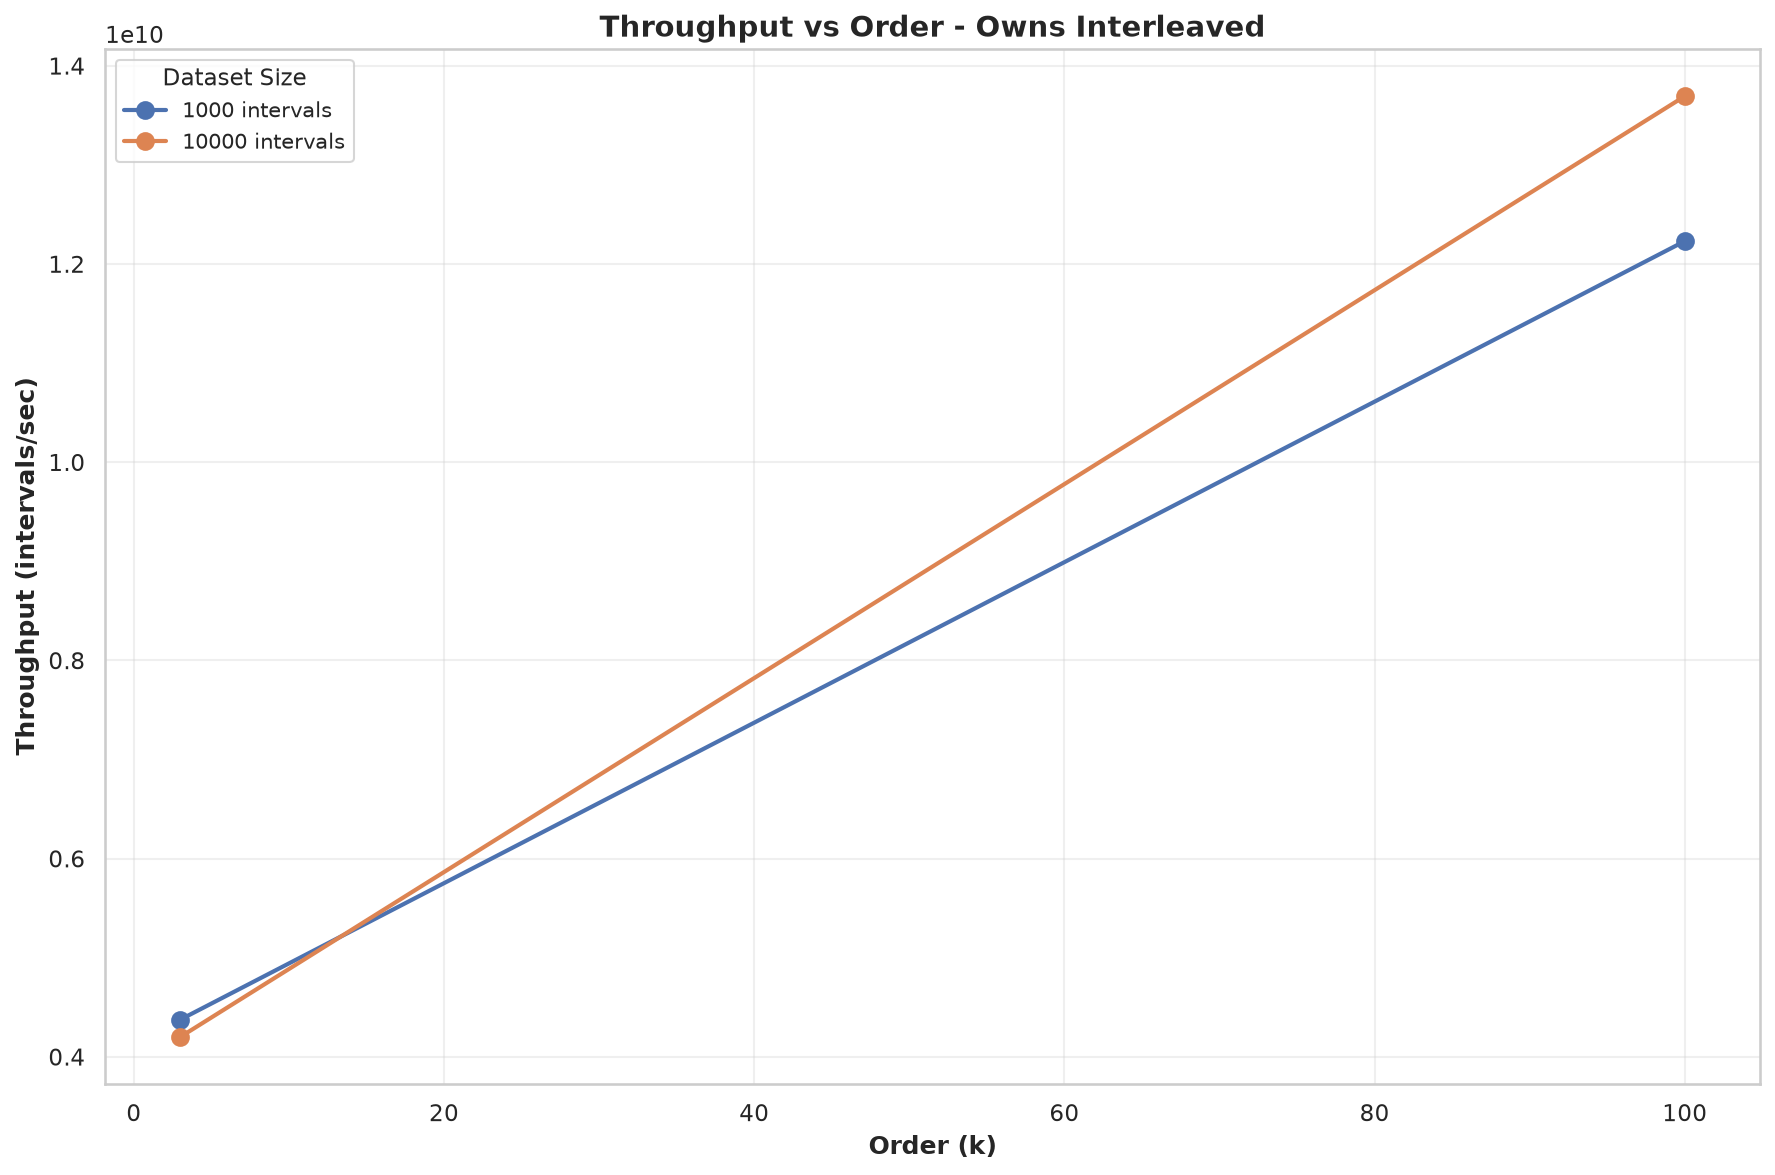 Throughput vs Order - Owns Interleaved
1e10
1.4
1.2
1.0
0.8
0.6
0.4
Throughput (intervals/sec)
Dataset Size
1000 intervals
10000 intervals
0 20 40 60 80 100
Order (k)